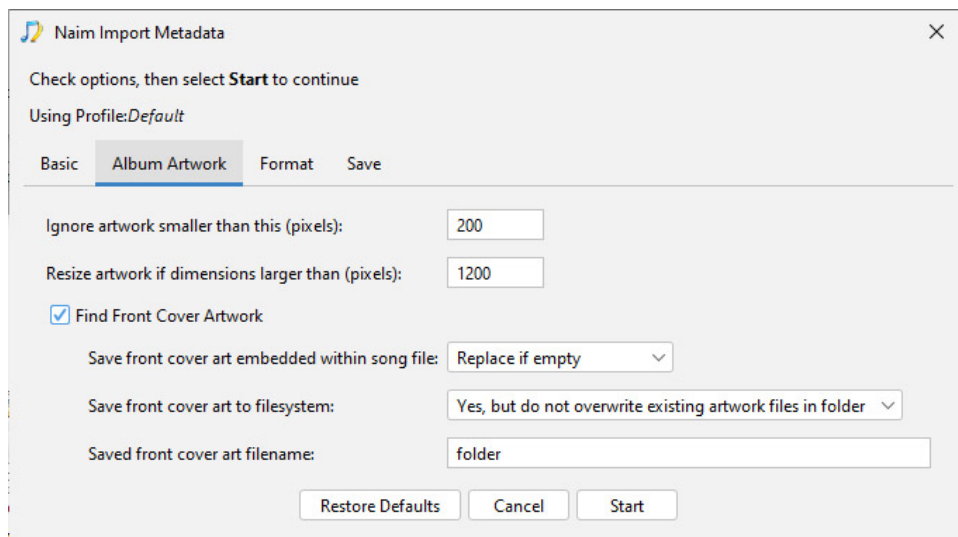 Naim Import Metadata
Check options, then select Start to continue
Using Profile:Default
Basic Album Artwork Format Save
Ignore artwork smaller than this (pixels): 200
Resize artwork if dimensions larger than (pixels): 1200
Find Front Cover Artwork
Save front cover art embedded within song file: Replace if empty
Save front cover art to filesystem: Yes, but do not overwrite existing artwork files in folder
Saved front cover art filename: folder
Restore Defaults Cancel Start